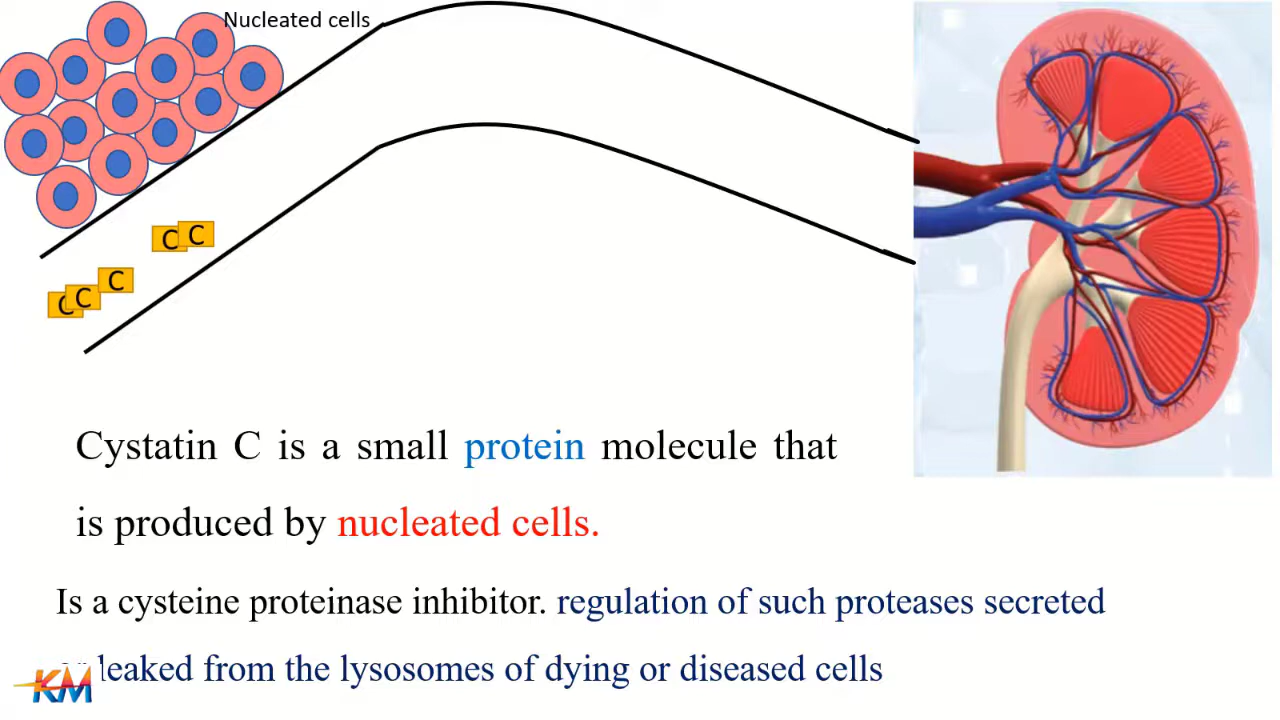 Nucleated cells
C C
C
C C
Cystatin C is a small protein molecule that
is produced by nucleated cells.
Is a cysteine proteinase inhibitor. regulation of such proteases secreted
leaked from the lysosomes of dying or diseased cells
KM